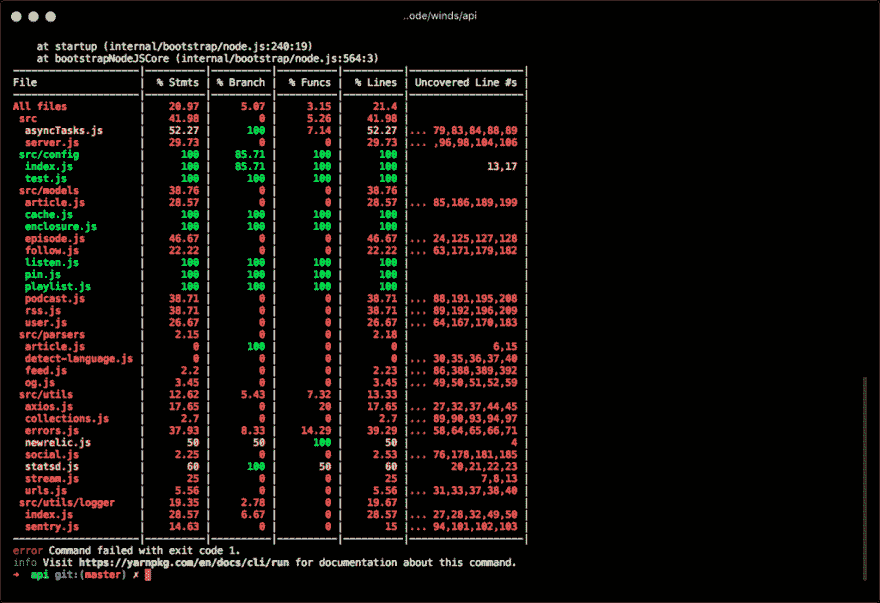 ..ode/winds/api
at startup (internal/bootstrap/node.js:240:19)
at bootstrapNodeJSCore (internal/bootstrap/node.js:564:3)
File | % Stmts | % Branch | % Funcs | % Lines | Uncovered Line #s |
All files | 20.97 | 5.07 | 3.15 | 21.4 | |
src | 41.98 | 0 | 5.26 | 41.98 | |
asyncTasks.js | 52.27 | 100 | 7.14 | 52.27 |... 79,83,84,88,89 |
server.js | 29.73 | 0 | 0 | 29.73 |... ,96,98,104,106 |
src/config | 100 | 85.71 | 100 | 100 | |
index.js | 100 | 85.71 | 100 | 100 | 13,17 |
test.js | 100 | 100 | 100 | 100 | |
src/models | 38.76 | 0 | 0 | 38.76 | |
article.js | 28.57 | 0 | 0 | 28.57 |... 85,186,189,199 |
cache.js | 100 | 100 | 100 | 100 | |
enclosure.js | 100 | 100 | 100 | 100 | |
episode.js | 46.67 | 0 | 0 | 46.67 |... 24,125,127,128 |
follow.js | 22.22 | 0 | 0 | 22.22 |... 63,171,179,182 |
listen.js | 100 | 100 | 100 | 100 | |
pin.js | 100 | 100 | 100 | 100 | |
playlist.js | 100 | 100 | 100 | 100 | |
podcast.js | 38.71 | 0 | 0 | 38.71 |... 88,191,195,208 |
rss.js | 38.71 | 0 | 0 | 38.71 |... 89,192,196,209 |
user.js | 26.67 | 0 | 0 | 26.67 |... 64,167,170,183 |
src/parsers | 2.15 | 0 | 0 | 2.18 | |
article.js | 0 | 100 | 0 | 0 | 6,15 |
detect-language.js | 0 | 0 | 0 | 0 |... 30,35,36,37,40 |
feed.js | 2.2 | 0 | 0 | 2.23 |... 86,388,389,392 |
og.js | 3.45 | 0 | 0 | 3.45 |... 49,50,51,52,59 |
src/utils | 12.62 | 5.43 | 7.32 | 13.33 | |
axios.js | 17.65 | 0 | 20 | 17.65 |... 27,32,37,44,45 |
collections.js | 2.7 | 0 | 0 | 2.7 |... 89,90,93,94,97 |
errors.js | 37.93 | 8.33 | 14.29 | 39.29 |... 58,64,65,66,71 |
newrelic.js | 50 | 50 | 100 | 50 | 4 |
social.js | 2.25 | 0 | 0 | 2.53 |... 76,178,181,185 |
statsd.js | 60 | 100 | 50 | 60 | 20,21,22,23 |
stream.js | 25 | 0 | 0 | 25 | 7,8,13 |
urls.js | 5.56 | 0 | 0 | 5.56 |... 31,33,37,38,40 |
src/utils/logger | 19.35 | 2.78 | 0 | 19.67 | |
index.js | 28.57 | 6.67 | 0 | 28.57 |... 27,28,32,49,50 |
sentry.js | 14.63 | 0 | 0 | 15 |... 94,101,102,103 |
error Command failed with exit code 1.
info Visit https://yarnpkg.com/en/docs/cli/run for documentation about this command.
➜ api git:(master) ✗